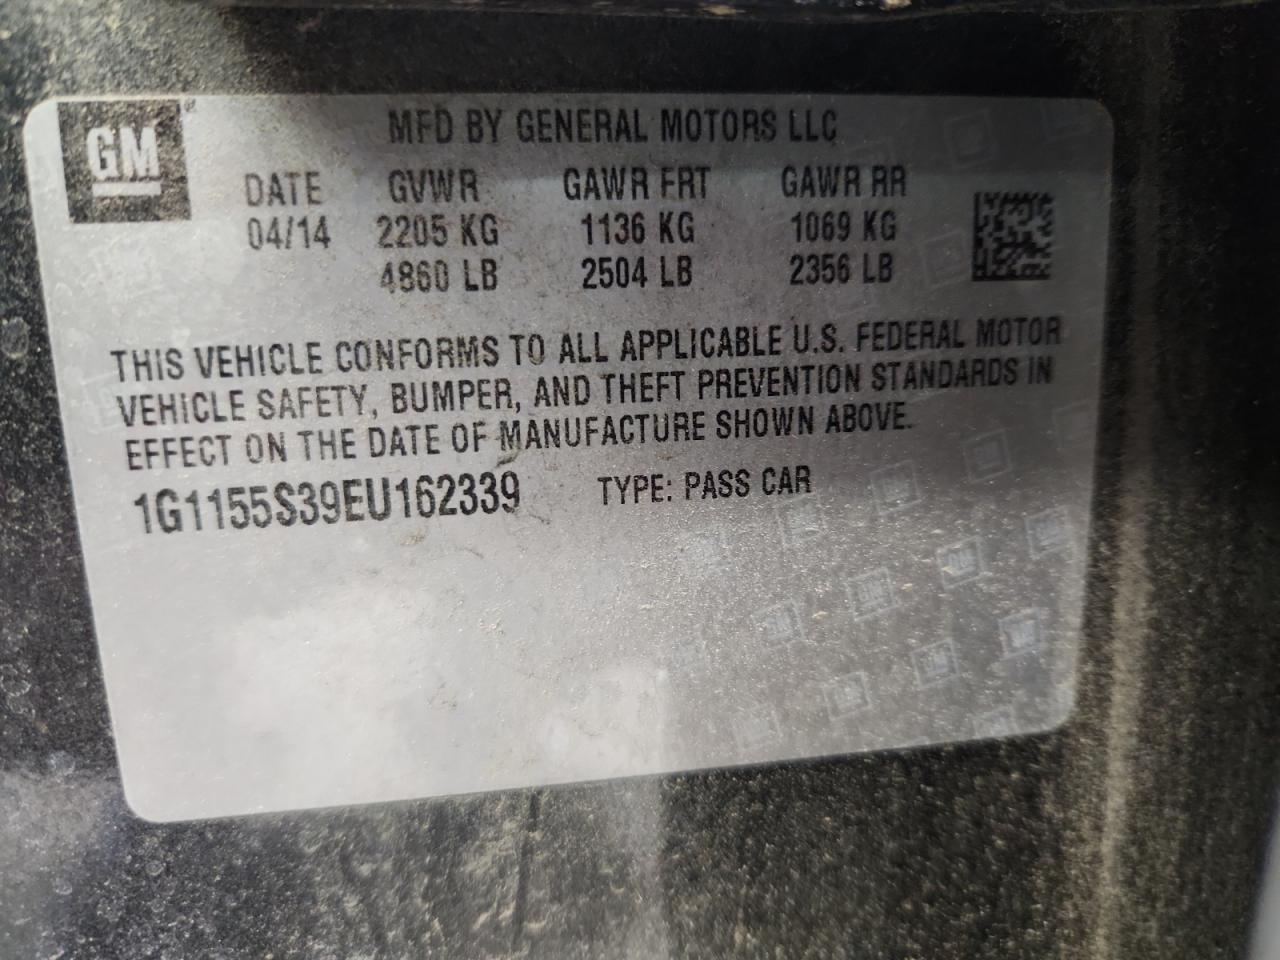 GM
MFD BY GENERAL MOTORS LLC
DATE GVWR GAWR FRT GAWR RR
04/14 2205 KG 1136 KG 1069 KG
4860 LB 2504 LB 2356 LB
THIS VEHICLE CONFORMS TO ALL APPLICABLE U.S. FEDERAL MOTOR
VEHICLE SAFETY, BUMPER, AND THEFT PREVENTION STANDARDS IN
EFFECT ON THE DATE OF MANUFACTURE SHOWN ABOVE.
1G1155S39EU162339 TYPE: PASS CAR